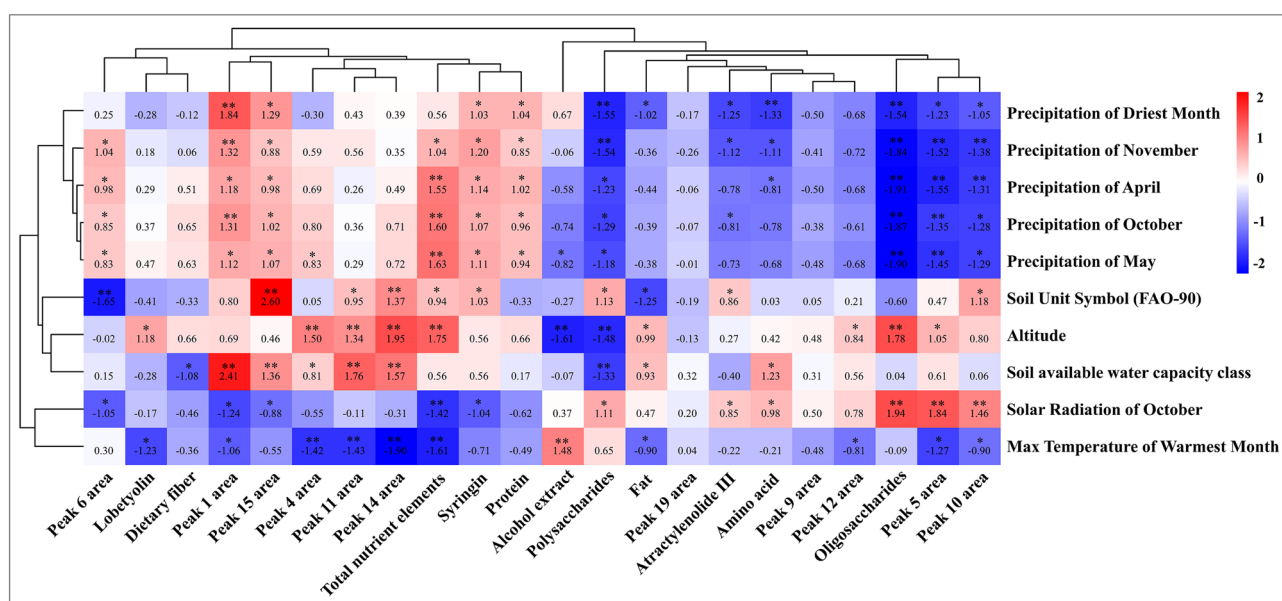 ** * * * ** * ** ** * *
0.25 -0.28 -0.12 1.84 1.29 -0.30 0.43 0.39 0.56 1.03 1.04 0.67 -1.55 -1.02 -0.17 -1.25 -1.33 -0.50 -0.68 -1.54 -1.23 -1.05 Precipitation of Driest Month
* ** * * * * ** * * ** ** **
1.04 0.18 0.06 1.32 0.88 0.59 0.56 0.35 1.04 1.20 0.85 -0.06 -1.54 -0.36 -0.26 -1.12 -1.11 -0.41 -0.72 -1.84 -1.52 -1.38 Precipitation of November
* * * ** * * * * ** ** **
0.98 0.29 0.51 1.18 0.98 0.69 0.26 0.49 1.55 1.14 1.02 -0.58 -1.23 -0.44 -0.06 -0.78 -0.81 -0.50 -0.68 -1.91 -1.55 -1.31 Precipitation of April
* ** * ** * * * * ** ** *
0.85 0.37 0.65 1.31 1.02 0.80 0.36 0.71 1.60 1.07 0.96 -0.74 -1.29 -0.39 -0.07 -0.81 -0.78 -0.38 -0.61 -1.87 -1.35 -1.28 Precipitation of October
* * * * ** * * * * ** ** *
0.83 0.47 0.63 1.12 1.07 0.83 0.29 0.72 1.63 1.11 0.94 -0.82 -1.18 -0.38 -0.01 -0.73 -0.68 -0.48 -0.68 -1.90 -1.45 -1.29 Precipitation of May
** ** * ** * * * * * *
-1.65 -0.41 -0.33 0.80 2.60 0.05 0.95 1.37 0.94 1.03 -0.33 -0.27 1.13 -1.25 -0.19 0.86 0.03 0.05 0.21 -0.60 0.47 1.18 Soil Unit Symbol (FAO-90)
* ** ** ** ** ** ** * * ** *
-0.02 1.18 0.66 0.69 0.46 1.50 1.34 1.95 1.75 0.56 0.66 -1.61 -1.48 0.99 -0.13 0.27 0.42 0.48 0.84 1.78 1.05 0.80 Altitude
* ** ** * ** ** ** * *
0.15 -0.28 -1.08 2.41 1.36 0.81 1.76 1.57 0.56 0.56 0.17 -0.07 -1.33 0.93 0.32 -0.40 1.23 0.31 0.56 0.04 0.61 0.06 Soil available water capacity class
* * * ** * * * * ** ** **
-1.05 -0.17 -0.46 -1.24 -0.88 -0.55 -0.11 -0.31 -1.42 -1.04 -0.62 0.37 1.11 0.47 0.20 0.85 0.98 0.50 0.78 1.94 1.84 1.46 Solar Radiation of October
* * ** ** ** ** ** * * * *
0.30 -1.23 -0.36 -1.06 -0.55 -1.42 -1.43 -1.90 -1.61 -0.71 -0.49 1.48 0.65 -0.90 0.04 -0.22 -0.21 -0.48 -0.81 -0.09 -1.27 -0.90 Max Temperature of Warmest Month
Peak 6 area
Lobetyolin
Dietary fiber
Peak 1 area
Peak 15 area
Peak 4 area
Peak 11 area
Peak 14 area
Total nutrient elements
Syringin
Protein
Alcohol extract
Polysaccharides
Fat
Peak 19 area
Atractylenolide III
Amino acid
Peak 9 area
Peak 12 area
Oligosaccharides
Peak 5 area
Peak 10 area
2
1
0
-1
-2